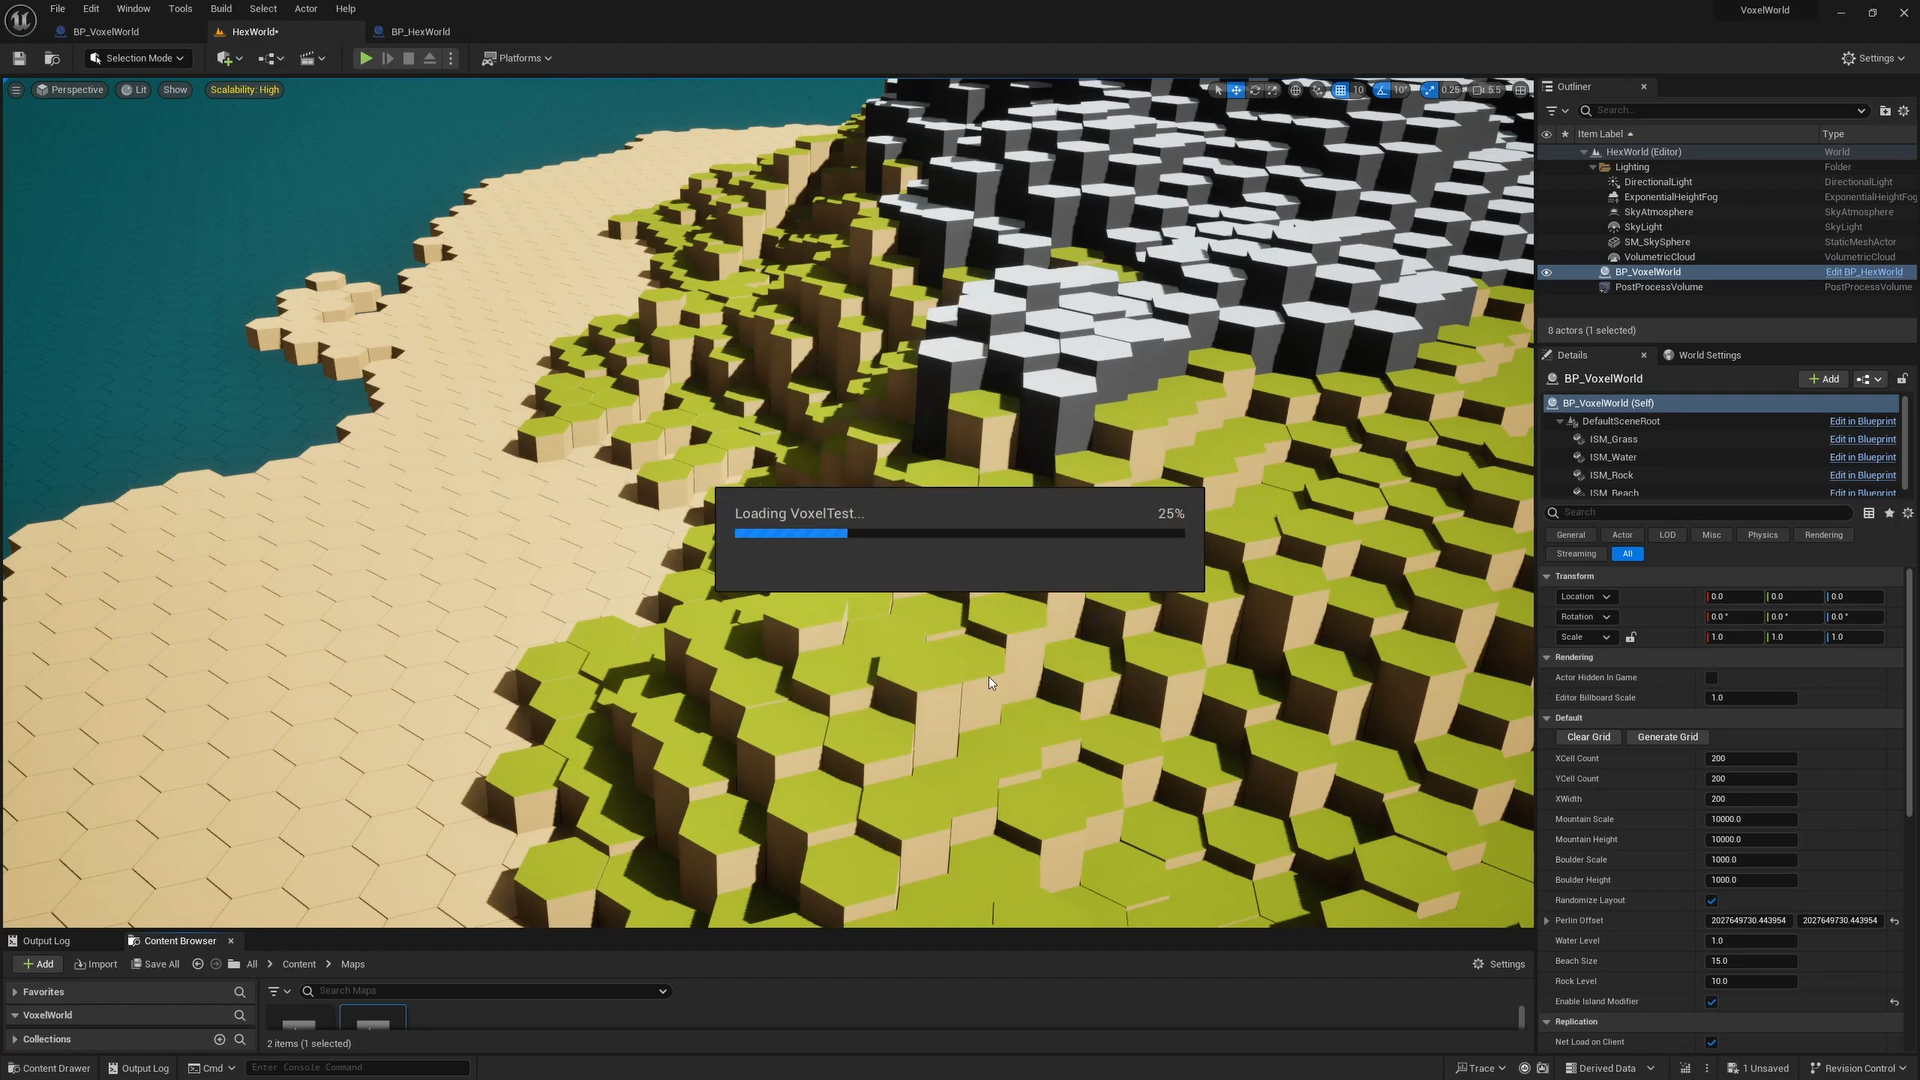 File Edit Window Tools Build Select Actor Help
VoxelWorld
BP_VoxelWorld HexWorld* BP_HexWorld
Selection Mode
Platforms
Settings
Perspective Lit Show Scalability: High
10 10° 0.25 5.5
Loading VoxelTest... 25%
Outliner
Search...
Item Label Type
HexWorld (Editor) World
Lighting Folder
DirectionalLight DirectionalLight
ExponentialHeightFog ExponentialHeightFog
SkyAtmosphere SkyAtmosphere
SkyLight SkyLight
SM_SkySphere StaticMeshActor
VolumetricCloud VolumetricCloud
BP_VoxelWorld Edit BP_HexWorld
PostProcessVolume PostProcessVolume
8 actors (1 selected)
Details World Settings
BP_VoxelWorld Add
BP_VoxelWorld (Self)
DefaultSceneRoot Edit in Blueprint
ISM_Grass Edit in Blueprint
ISM_Water Edit in Blueprint
ISM_Rock Edit in Blueprint
ISM_Beach Edit in Blueprint
Search
General Actor LOD Misc Physics Rendering
Streaming All
Transform
Location 0.0 0.0 0.0
Rotation 0.0° 0.0° 0.0°
Scale 1.0 1.0 1.0
Rendering
Actor Hidden In Game
Editor Billboard Scale 1.0
Default
Clear Grid Generate Grid
XCell Count 200
YCell Count 200
XWidth 200
Mountain Scale 10000.0
Mountain Height 10000.0
Boulder Scale 1000.0
Boulder Height 1000.0
Randomize Layout
Perlin Offset 2027649730.443954 2027649730.443954
Water Level 1.0
Beach Size 15.0
Rock Level 10.0
Enable Island Modifier
Replication
Net Load on Client
Output Log Content Browser
Add Import Save All All Content Maps Settings
Favorites
Search Maps
VoxelWorld
Collections
2 items (1 selected)
Content Drawer Output Log Cmd Enter Console Command
Trace Derived Data 1 Unsaved Revision Control